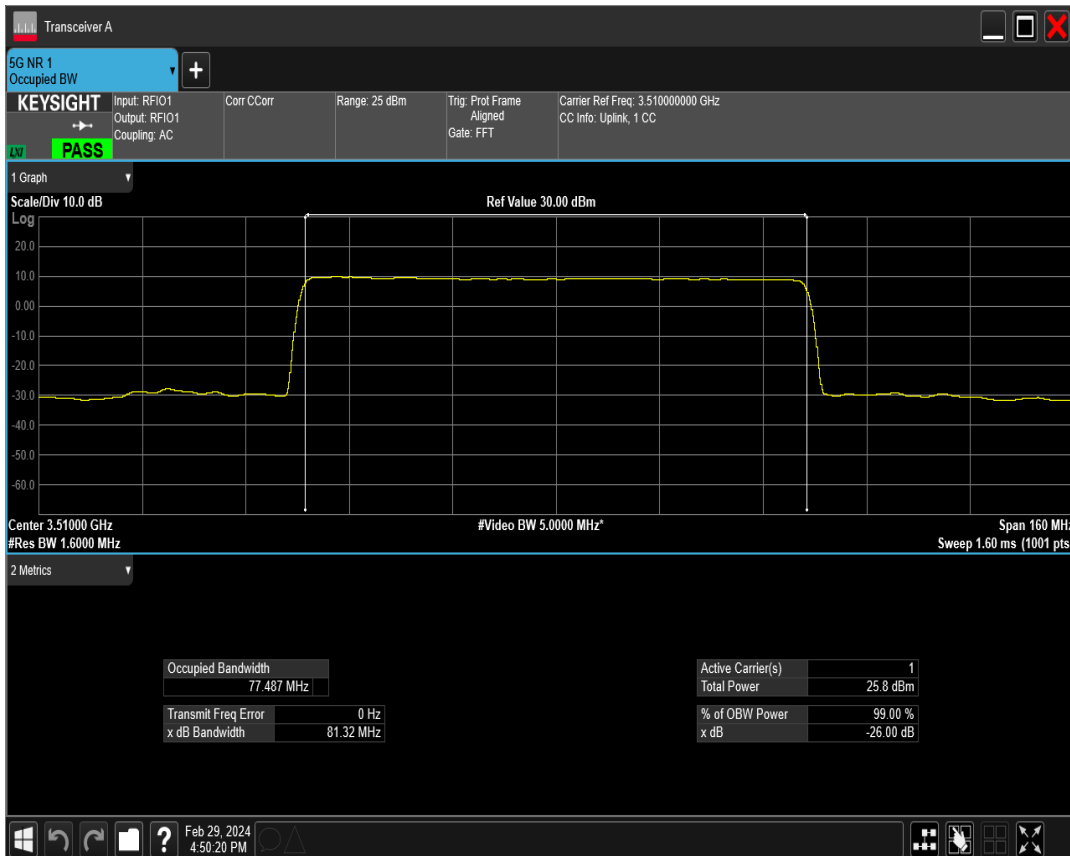 Transceiver A
5G NR 1
Occupied BW
+
KEYSIGHT
LXI
PASS
Input: RFIO1
Output: RFIO1
Coupling: AC
Corr CCorr
Range: 25 dBm
Trig: Prot Frame
Aligned
Gate: FFT
Carrier Ref Freq: 3.510000000 GHz
CC Info: Uplink, 1 CC
1 Graph
Scale/Div 10.0 dB
Ref Value 30.00 dBm
Log
20.0
10.0
0.00
-10.0
-20.0
-30.0
-40.0
-50.0
-60.0
Center 3.51000 GHz
#Video BW 5.0000 MHz*
Span 160 MHz
#Res BW 1.6000 MHz
Sweep 1.60 ms (1001 pts
2 Metrics
Occupied Bandwidth
77.487 MHz
Transmit Freq Error 0 Hz
x dB Bandwidth 81.32 MHz
Active Carrier(s) 1
Total Power 25.8 dBm
% of OBW Power 99.00 %
x dB -26.00 dB
?
Feb 29, 2024
4:50:20 PM